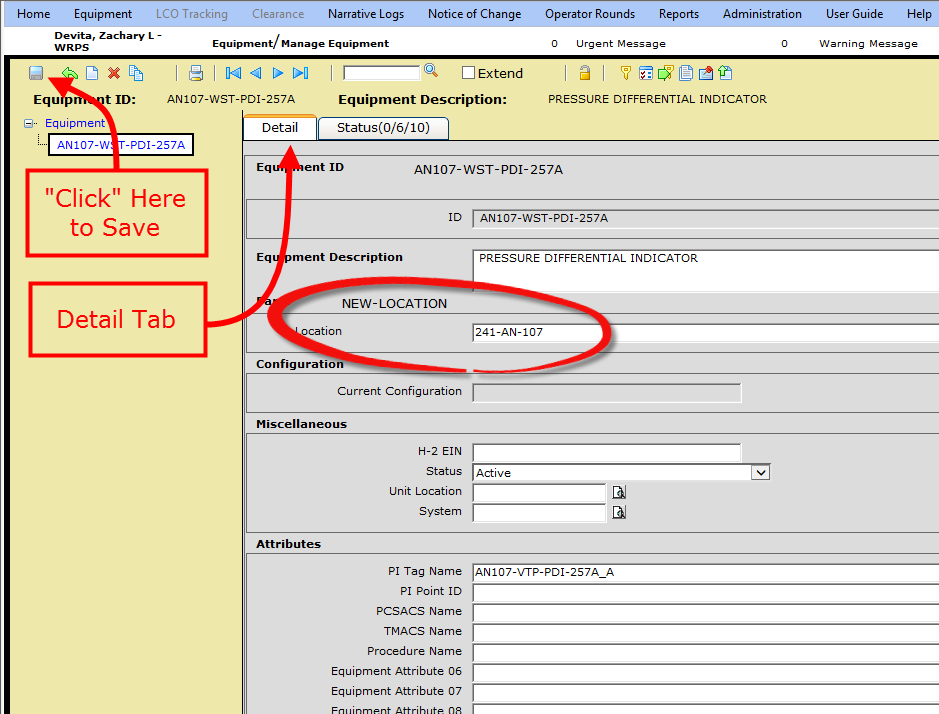 Home Equipment LCO Tracking Clearance Narrative Logs Notice of Change Operator Rounds Reports Administration User Guide Help
Devita, Zachary L -
WRPS
Equipment/Manage Equipment
0 Urgent Message
0 Warning Message
Extend
Equipment ID: AN107-WST-PDI-257A Equipment Description: PRESSURE DIFFERENTIAL INDICATOR
Equipment
AN107-WST-PDI-257A
"Click" Here
to Save
Detail Tab
Detail Status(0/6/10)
Equipment ID AN107-WST-PDI-257A
ID AN107-WST-PDI-257A
Equipment Description PRESSURE DIFFERENTIAL INDICATOR
NEW-LOCATION
Location 241-AN-107
Configuration
Current Configuration
Miscellaneous
H-2 EIN
Status Active
Unit Location
System
Attributes
PI Tag Name AN107-VTP-PDI-257A_A
PI Point ID
PCSACS Name
TMACS Name
Procedure Name
Equipment Attribute 06
Equipment Attribute 07
Equipment Attribute 08